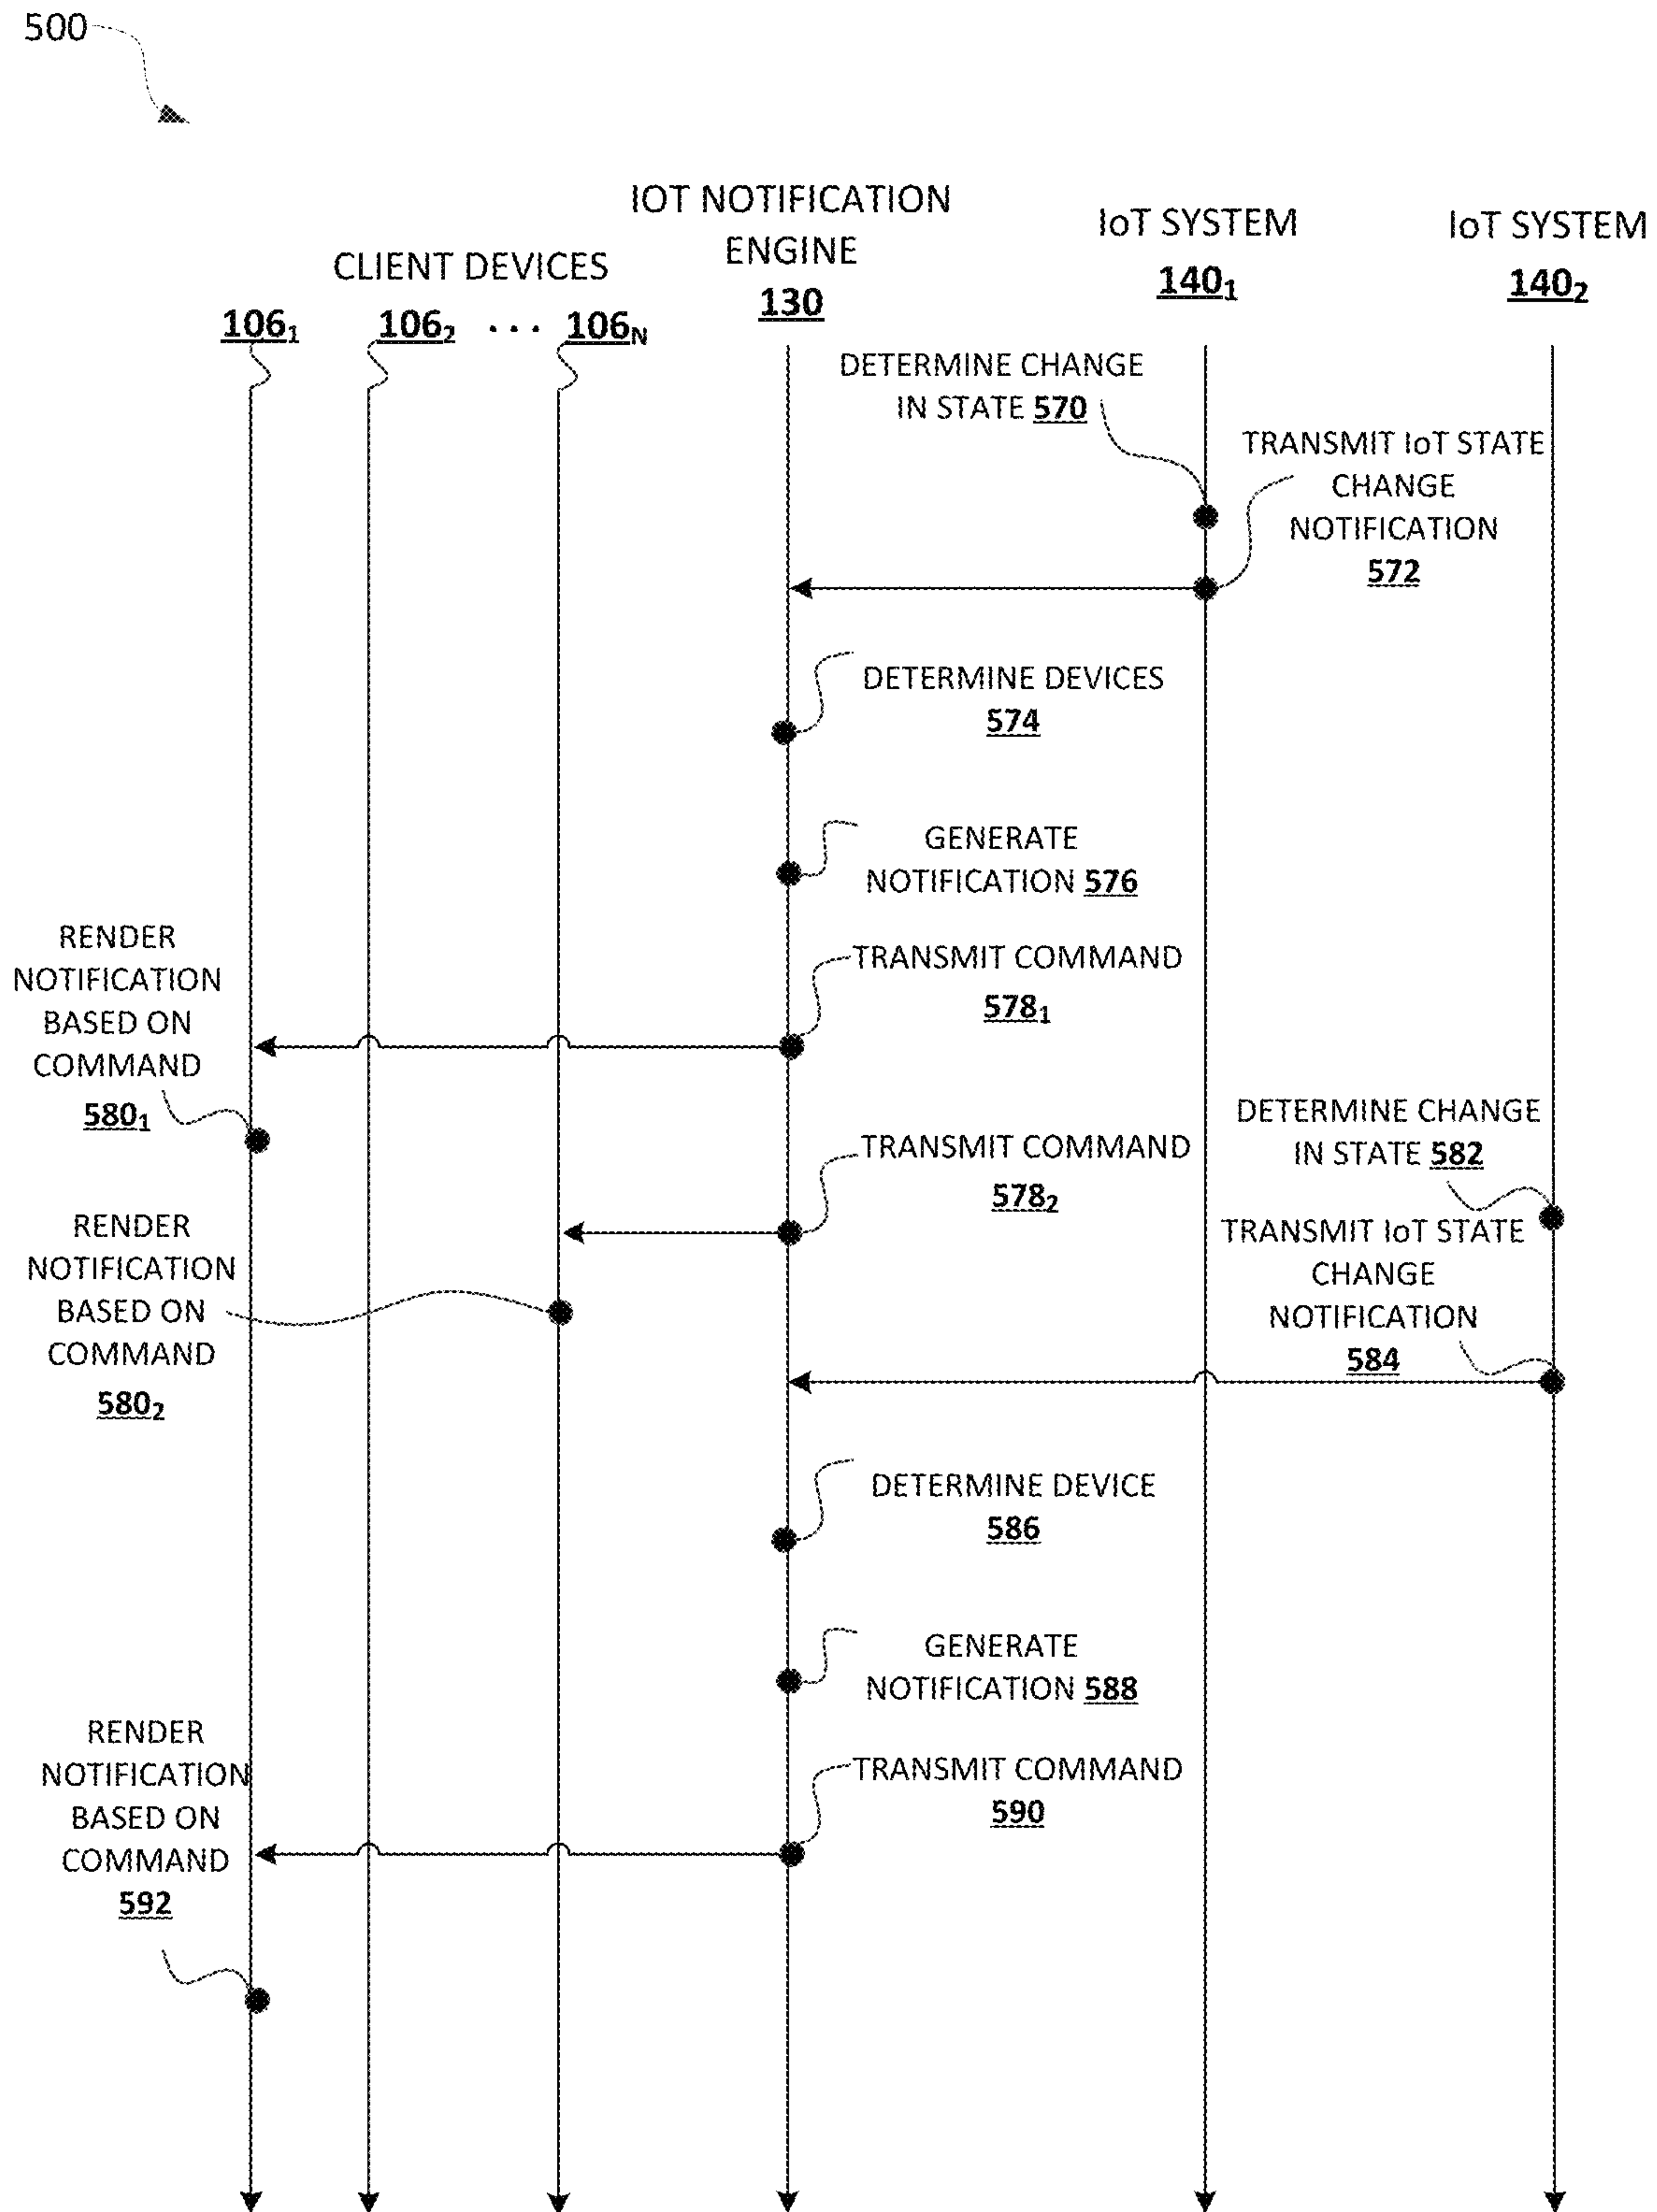 500
IOT NOTIFICATION
ENGINE
130
IoT SYSTEM
140₁
IoT SYSTEM
140₂
CLIENT DEVICES
106₁ 106₂ ... 106N
DETERMINE CHANGE
IN STATE 570
TRANSMIT IoT STATE
CHANGE
NOTIFICATION
572
DETERMINE DEVICES
574
GENERATE
NOTIFICATION 576
RENDER
NOTIFICATION
BASED ON
COMMAND
580₁
TRANSMIT COMMAND
578₁
DETERMINE CHANGE
IN STATE 582
TRANSMIT COMMAND
578₂
RENDER
NOTIFICATION
BASED ON
COMMAND
580₂
TRANSMIT IoT STATE
CHANGE
NOTIFICATION
584
DETERMINE DEVICE
586
GENERATE
NOTIFICATION 588
RENDER
NOTIFICATION
BASED ON
COMMAND
592
TRANSMIT COMMAND
590